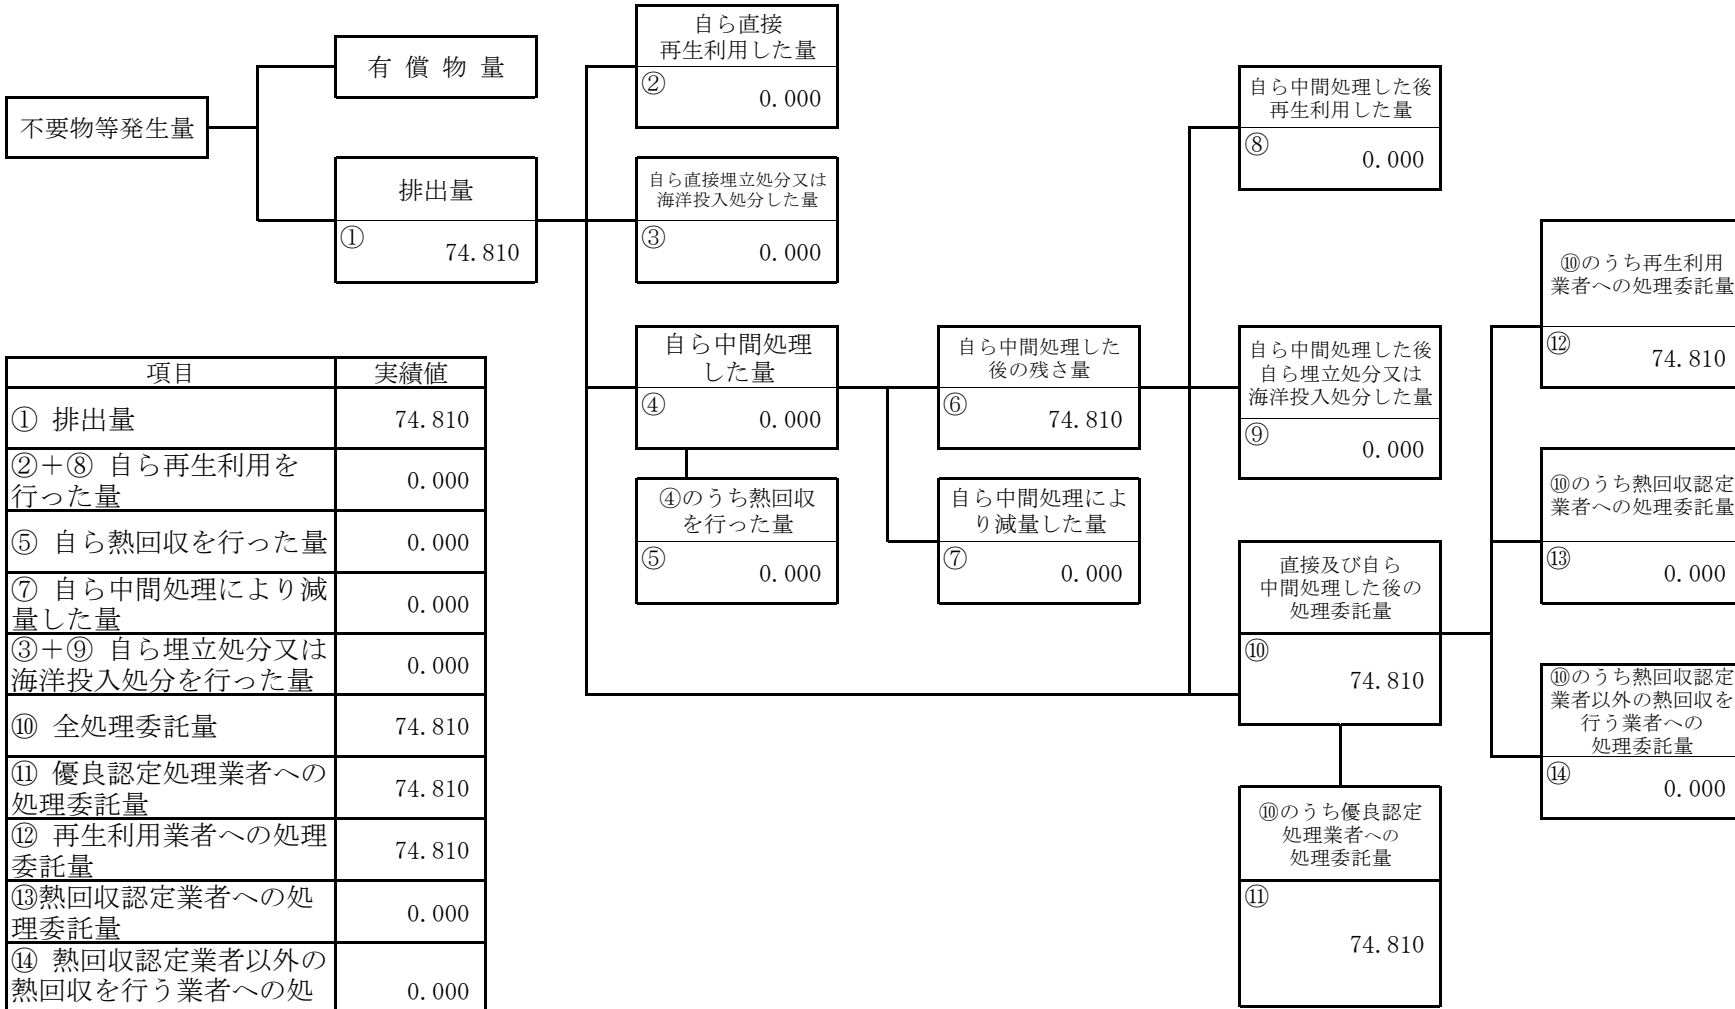 不要物等発生量
有 償 物 量
排出量
①
74.810
自ら直接
再生利用した量
②
0.000
自ら直接埋立処分又は
海洋投入処分した量
③
0.000
自ら中間処理
した量
④
0.000
④のうち熱回収
を行った量
⑤
0.000
自ら中間処理した
後の残さ量
⑥
74.810
自ら中間処理によ
り減量した量
⑦
0.000
自ら中間処理した後
再生利用した量
⑧
0.000
自ら中間処理した後
自ら埋立処分又は
海洋投入処分した量
⑨
0.000
直接及び自ら
中間処理した後の
処理委託量
⑩
74.810
⑩のうち優良認定
処理業者への
処理委託量
⑪
74.810
⑩のうち再生利用
業者への処理委託量
⑫
74.810
⑩のうち熱回収認定
業者への処理委託量
⑬
0.000
⑩のうち熱回収認定
業者以外の熱回収を
行う業者への
処理委託量
⑭
0.000
項目 実績値
① 排出量 74.810
②＋⑧ 自ら再生利用を
行った量 0.000
⑤ 自ら熱回収を行った量 0.000
⑦ 自ら中間処理により減
量した量 0.000
③＋⑨ 自ら埋立処分又は
海洋投入処分を行った量 0.000
⑩ 全処理委託量 74.810
⑪ 優良認定処理業者への
処理委託量 74.810
⑫ 再生利用業者への処理
委託量 74.810
⑬熱回収認定業者への処
理委託量 0.000
⑭ 熱回収認定業者以外の
熱回収を行う業者への処 0.000